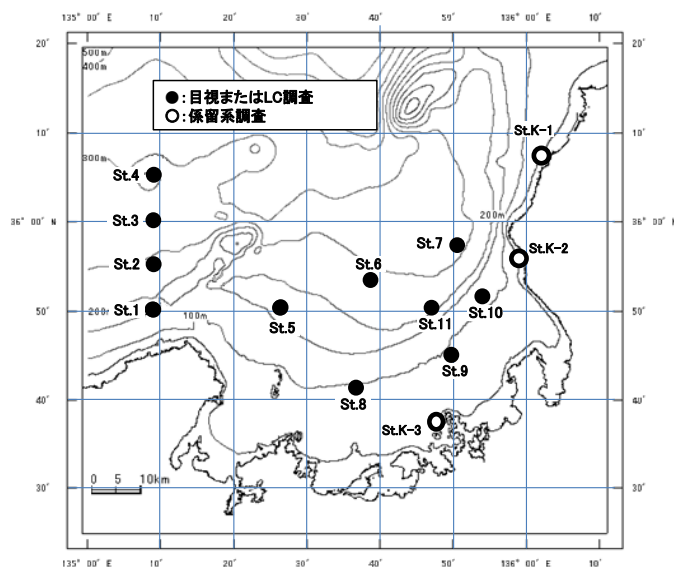 135° 00′ E 10′ 20′ 30′ 40′ 50′ 136° 00′ E 10′
20′ 20′
500m
400m
●: 目視またはLC調査
○: 係留系調査
10′ 10′
St.K-1
300m
St.4
St.3
200m
36° 00′ N 36° 00′ N
St.7
St.K-2
St.2
St.6
St.1
200m
50′ 50′
100m
St.5
St.11
St.10
St.9
40′ 40′
St.8
St.K-3
0 5 10km
30′ 30′
135° 00′ E 10′ 20′ 30′ 40′ 50′ 136° 00′ E 10′